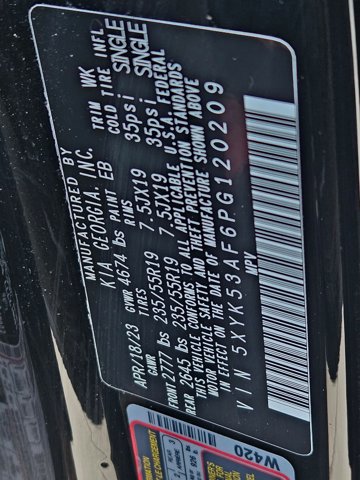 MANUFACTURED BY
KIA GEORGIA, INC.
PAINT EB TRIM WK
APR/18/23 GVWR 4674 lbs
GAWR TIRES RIMS COLD TIRE INFL
FRONT 2777 lbs 235/55R19 7.5JX19 35psi SINGLE
REAR 2645 lbs 235/55R19 7.5JX19 35psi SINGLE
THIS VEHICLE CONFORMS TO ALL APPLICABLE U.S.A. FEDERAL
MOTOR VEHICLE SAFETY AND THEFT PREVENTION STANDARDS
IN EFFECT ON THE DATE OF MANUFACTURE SHOWN ABOVE
VIN 5XYK53AF6PG120209
MPV
W420